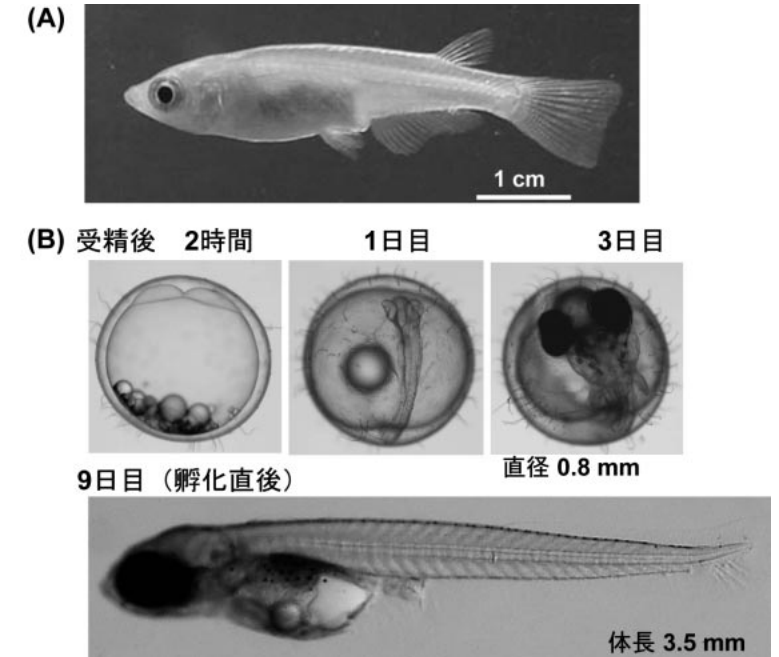 (A)
1 cm
(B) 受精後 2時間 1日目 3日目
直径 0.8 mm
9日目（孵化直後）
体長 3.5 mm